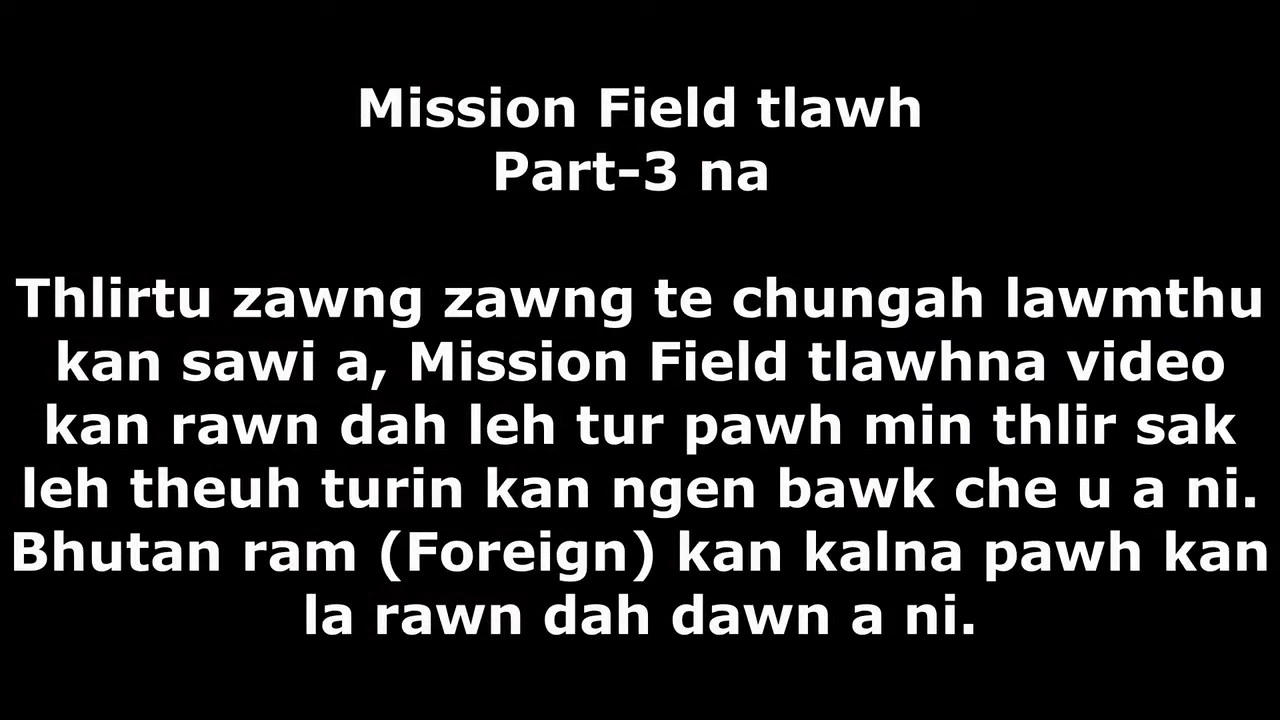 Mission Field tlawh
Part-3 na
Thlirtu zawng zawng te chungah lawmthu
kan sawi a, Mission Field tlawhna video
kan rawn dah leh tur pawh min thlir sak
leh theuh turin kan ngen bawk che u a ni.
Bhutan ram (Foreign) kan kalna pawh kan
la rawn dah dawn a ni.